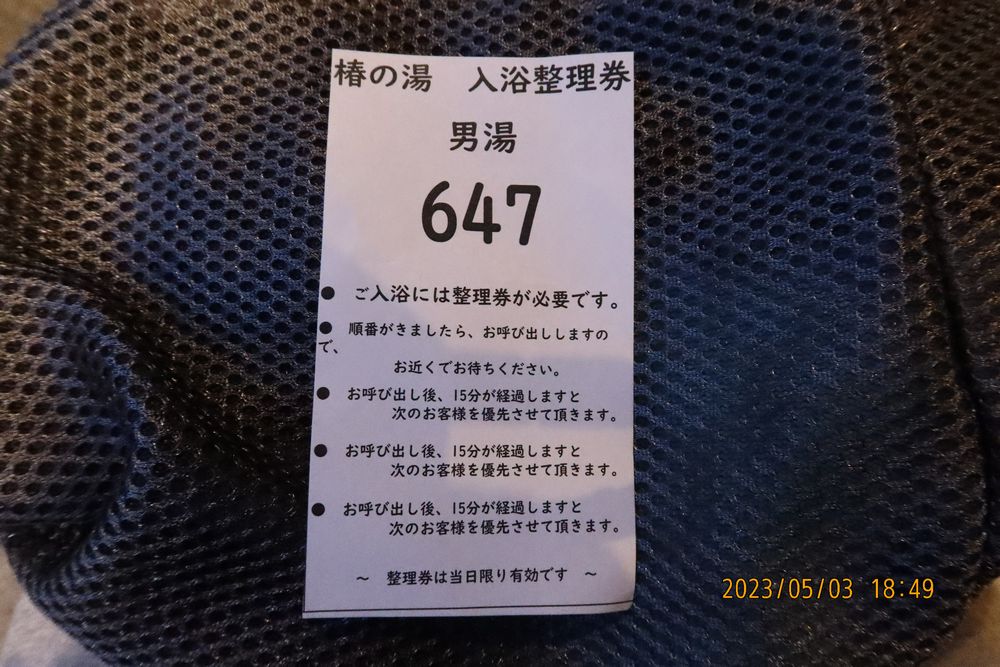 椿の湯　入浴整理券
男湯
647
● ご入浴には整理券が必要です。
● 順番がきましたら、お呼び出ししますの
で、
お近くでお待ちください。
● お呼び出し後、15分が経過しますと
次のお客様を優先させて頂きます。
● お呼び出し後、15分が経過しますと
次のお客様を優先させて頂きます。
● お呼び出し後、15分が経過しますと
次のお客様を優先させて頂きます。
～　整理券は当日限り有効です　～
2023/05/03 18:49